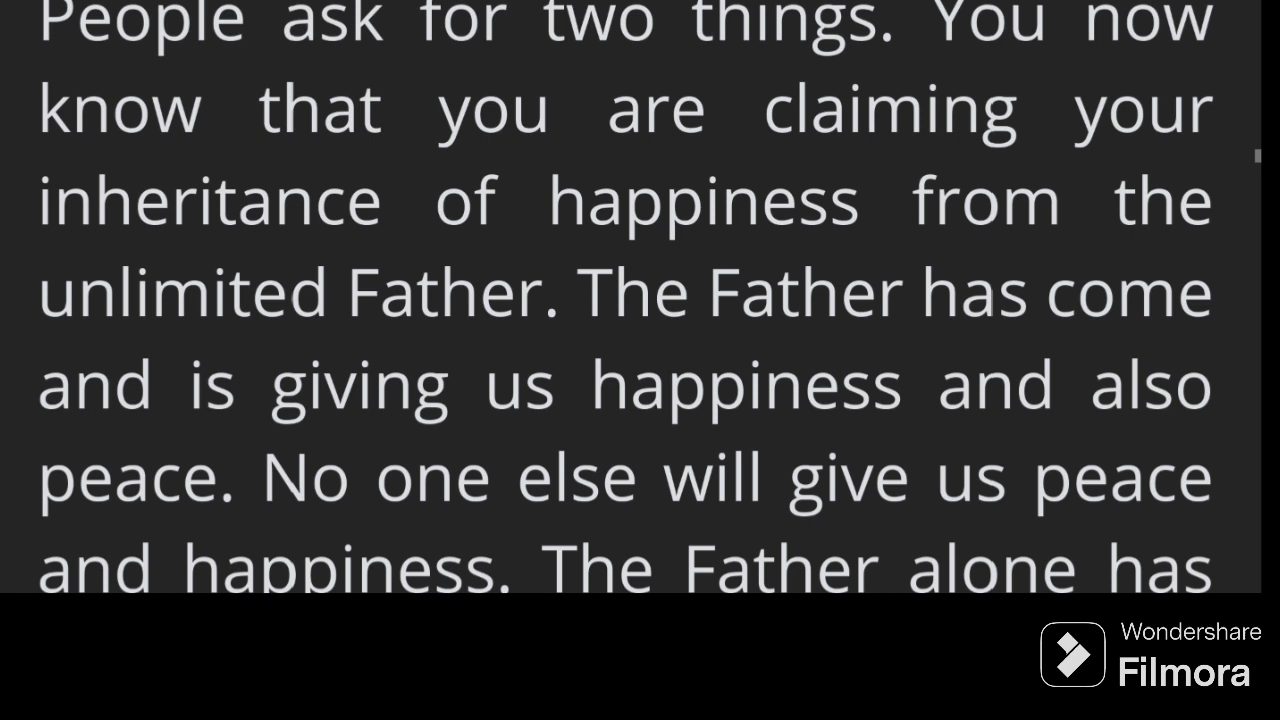 People ask for two things. You now
know that you are claiming your
inheritance of happiness from the
unlimited Father. The Father has come
and is giving us happiness and also
peace. No one else will give us peace
and happiness. The Father alone has
Wondershare
Filmora